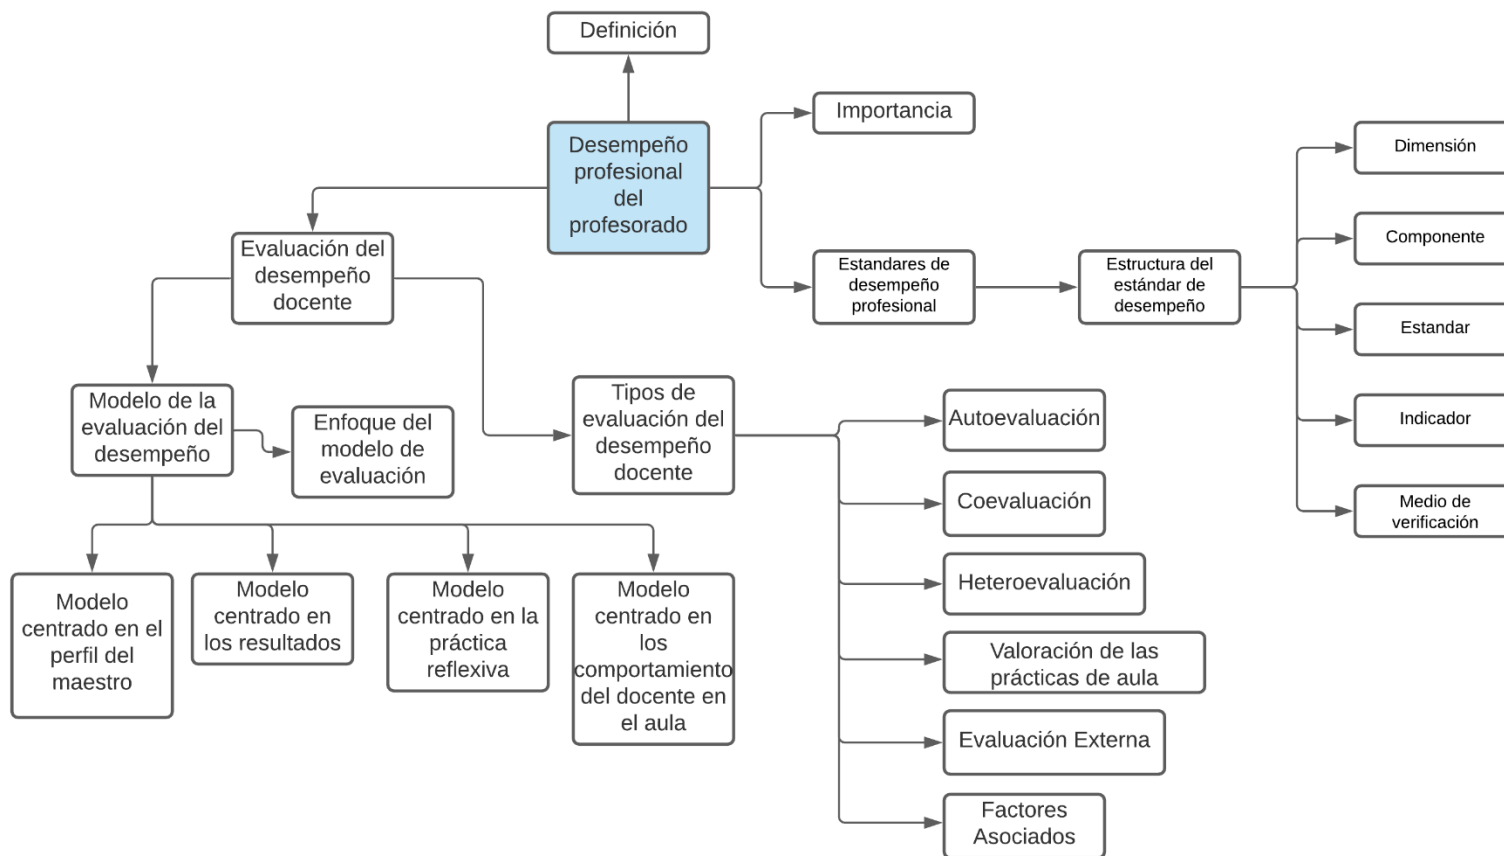 Definición
Importancia
Desempeño
profesional
del
profesorado
Dimensión
Componente
Evaluación del
desempeño
docente
Estandares de
desempeño
profesional
Estructura del
estándar de
desempeño
Estandar
Modelo de la
evaluación del
desempeño
Enfoque del
modelo de
evaluación
Tipos de
evaluación del
desempeño
docente
Autoevaluación
Indicador
Coevaluación
Medio de
verificación
Heteroevaluación
Modelo
centrado en el
perfil del
maestro
Modelo
centrado en
los resultados
Modelo
centrado en la
práctica
reflexiva
Modelo
centrado en
los
comportamiento
del docente en
el aula
Valoración de las
prácticas de aula
Evaluación Externa
Factores
Asociados